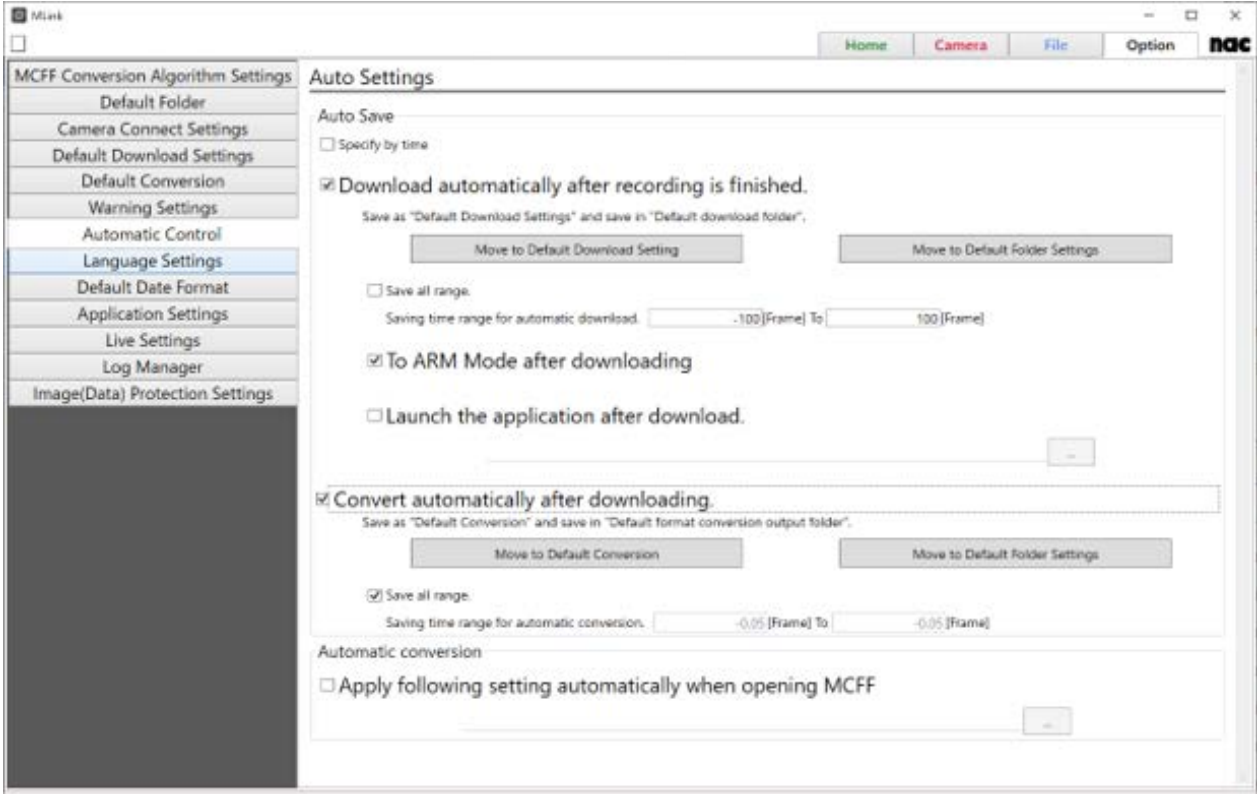 MLink
Home Camera File Option nac
MCFF Conversion Algorithm Settings
Default Folder
Camera Connect Settings
Default Download Settings
Default Conversion
Warning Settings
Automatic Control
Language Settings
Default Date Format
Application Settings
Live Settings
Log Manager
Image(Data) Protection Settings
Auto Settings
Auto Save
Specify by time
Download automatically after recording is finished.
Save as "Default Download Settings" and save in "Default download folder".
Move to Default Download Setting Move to Default Folder Settings
Save all range.
Saving time range for automatic download. -100 [Frame] To 100 [Frame]
To ARM Mode after downloading
Launch the application after download.
...
Convert automatically after downloading.
Save as "Default Conversion" and save in "Default format conversion output folder".
Move to Default Conversion Move to Default Folder Settings
Save all range.
Saving time range for automatic conversion. -0.05 [Frame] To -0.05 [Frame]
Automatic conversion
Apply following setting automatically when opening MCFF
...